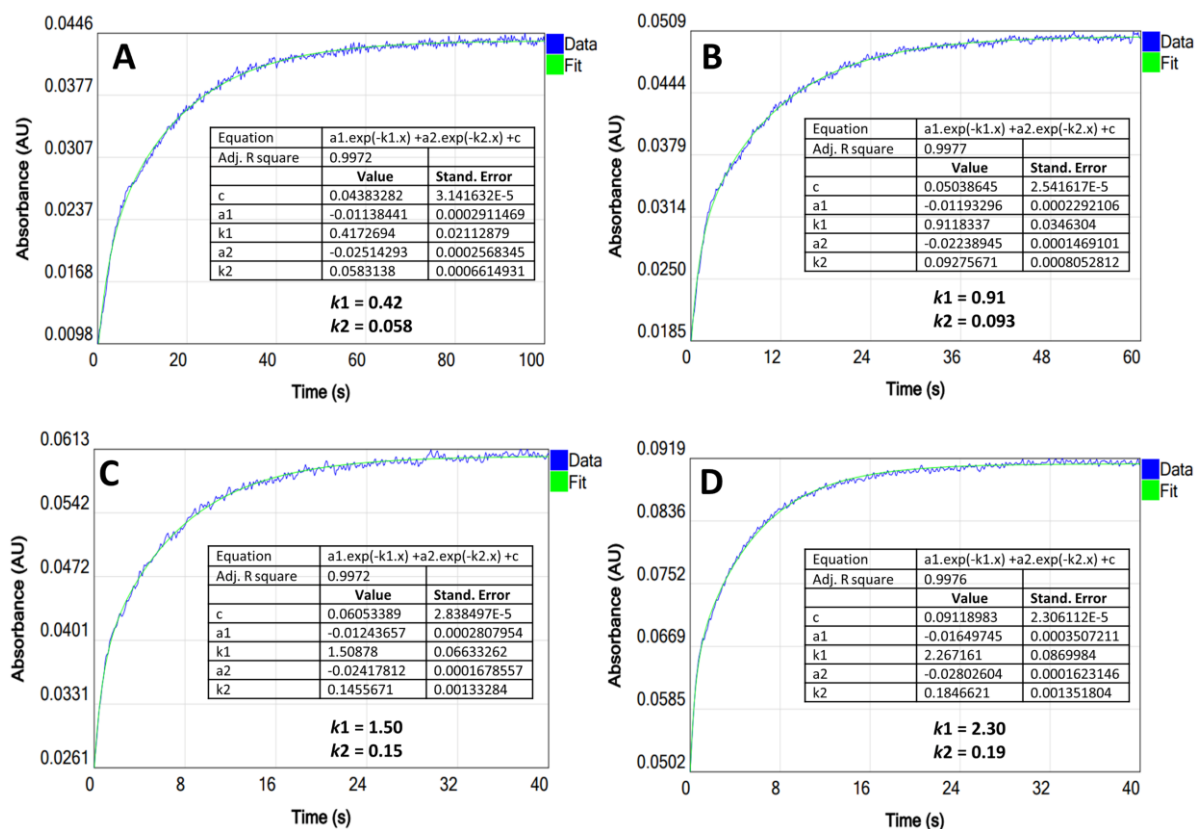 A
Absorbance (AU)
0.0446
0.0377
0.0307
0.0237
0.0168
0.0098
Data
Fit
Equation a1.exp(-k1.x) +a2.exp(-k2.x) +c
Adj. R square 0.9972
Value Stand. Error
c 0.04383282 3.141632E-5
a1 -0.01138441 0.0002911469
k1 0.4172694 0.02112879
a2 -0.02514293 0.0002568345
k2 0.0583138 0.0006614931
k1 = 0.42
k2 = 0.058
0 20 40 60 80 100
Time (s)
B
Absorbance (AU)
0.0509
0.0444
0.0379
0.0314
0.0250
0.0185
Data
Fit
Equation a1.exp(-k1.x) +a2.exp(-k2.x) +c
Adj. R square 0.9977
Value Stand. Error
c 0.05038645 2.541617E-5
a1 -0.01193296 0.0002292106
k1 0.9118337 0.0346304
a2 -0.02238945 0.0001469101
k2 0.09275671 0.0008052812
k1 = 0.91
k2 = 0.093
0 12 24 36 48 60
Time (s)
C
Absorbance (AU)
0.0613
0.0542
0.0472
0.0401
0.0331
0.0261
Data
Fit
Equation a1.exp(-k1.x) +a2.exp(-k2.x) +c
Adj. R square 0.9972
Value Stand. Error
c 0.06053389 2.838497E-5
a1 -0.01243657 0.0002807954
k1 1.50878 0.06633262
a2 -0.02417812 0.0001678557
k2 0.1455671 0.00133284
k1 = 1.50
k2 = 0.15
0 8 16 24 32 40
Time (s)
D
Absorbance (AU)
0.0919
0.0836
0.0752
0.0669
0.0585
0.0502
Data
Fit
Equation a1.exp(-k1.x) +a2.exp(-k2.x) +c
Adj. R square 0.9976
Value Stand. Error
c 0.09118983 2.306112E-5
a1 -0.01649745 0.0003507211
k1 2.267161 0.0869984
a2 -0.02802604 0.0001623146
k2 0.1846621 0.001351804
k1 = 2.30
k2 = 0.19
0 8 16 24 32 40
Time (s)